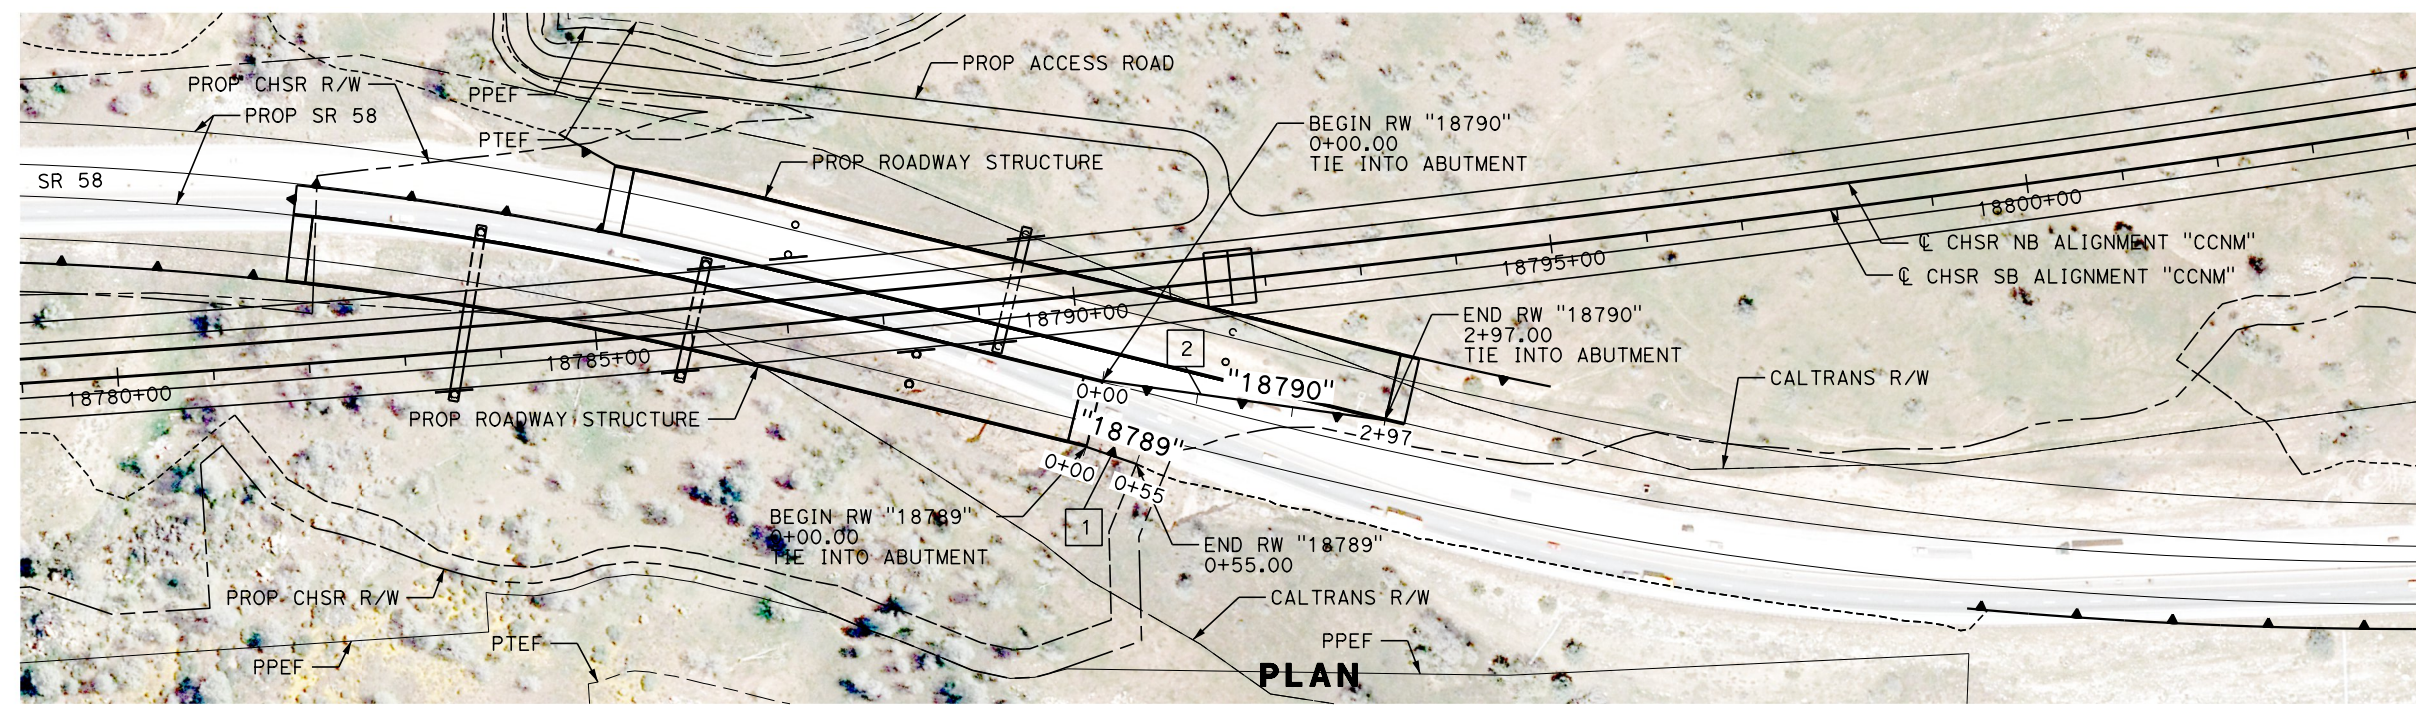 PROP ACCESS ROAD
PROP CHSR R/W
PPEF
PROP SR 58
BEGIN RW "18790"
0+00.00
TIE INTO ABUTMENT
PTEF
PROP ROADWAY STRUCTURE
SR 58
18800+00
℄ CHSR NB ALIGNMENT "CCNM"
18795+00
℄ CHSR SB ALIGNMENT "CCNM"
18790+00
END RW "18790"
2+97.00
TIE INTO ABUTMENT
2
18785+00
"18790"
CALTRANS R/W
18780+00
0+00
PROP ROADWAY STRUCTURE
"18789"
2+97
0+00
0+55
BEGIN RW "18789"
0+00.00
TIE INTO ABUTMENT
1
END RW "18789"
0+55.00
PROP CHSR R/W
CALTRANS R/W
PTEF
PPEF
PPEF
PLAN